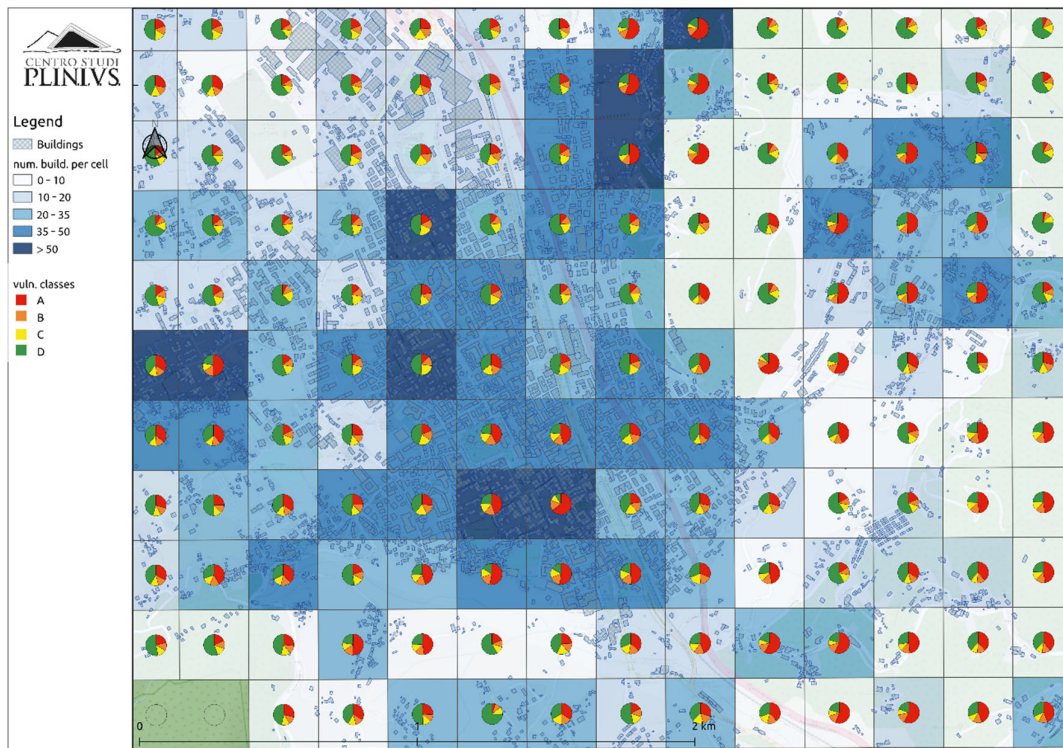 CENTRO STUDI
PLINIVS
Legend
Buildings
num. build. per cell
0 - 10
10 - 20
20 - 35
35 - 50
> 50
vuln. classes
A
B
C
D
0
1
2 km